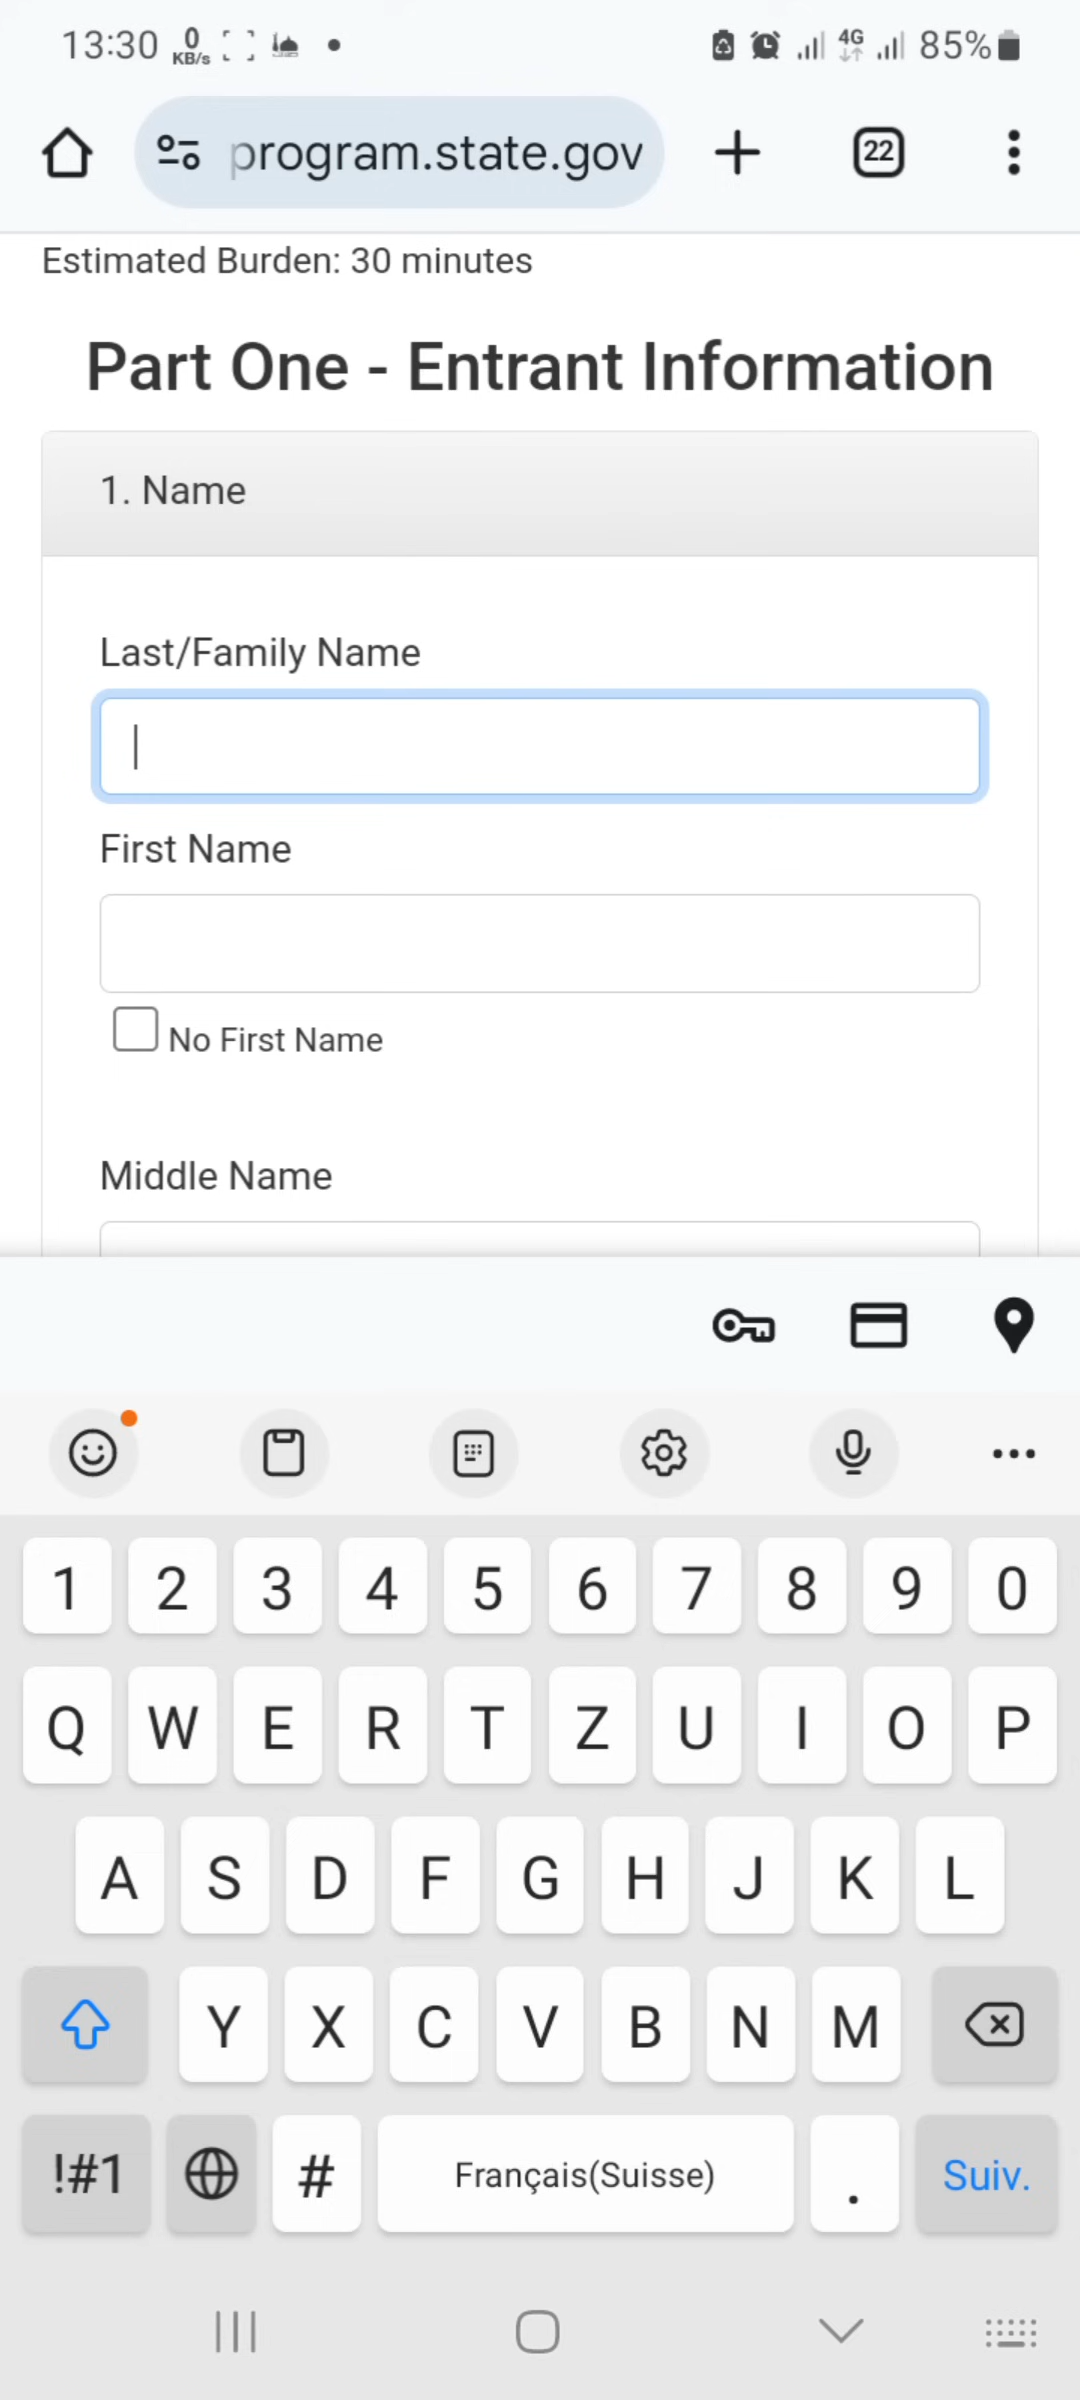 13:30 0 KB/s 4G 85%
program.state.gov 22
Estimated Burden: 30 minutes
Part One - Entrant Information
1. Name
Last/Family Name
First Name
No First Name
Middle Name
1 2 3 4 5 6 7 8 9 0
Q W E R T Z U I O P
A S D F G H J K L
Y X C V B N M
!#1 # Français(Suisse) . Suiv.